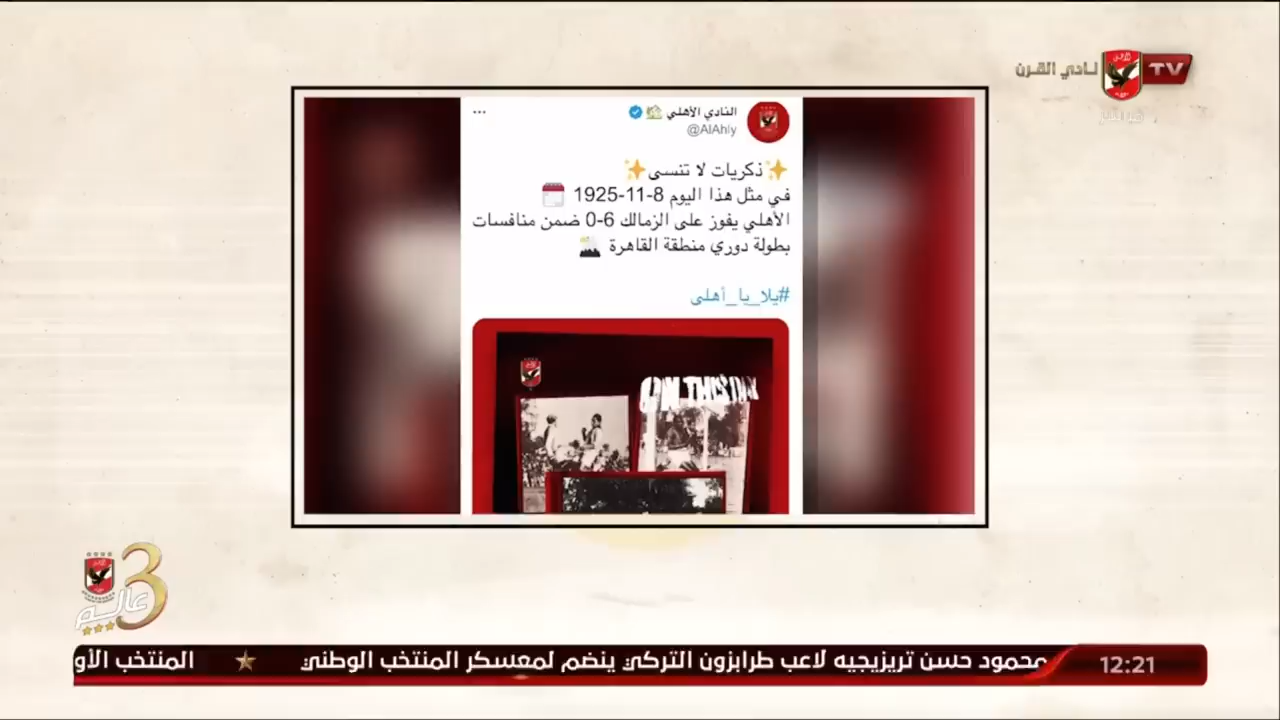 نادي القرن
TV
النادي الأهلي
@AlAhly
✨ذكريات لا تنسى✨
في مثل هذا اليوم 8-11-1925
الأهلي يفوز على الزمالك 6-0 ضمن منافسات
بطولة دوري منطقة القاهرة
#يلا_يا_أهلي
ON THIS DAY
3
عالم
12:21
محمود حسن تريزيجيه لاعب طرابزون التركي ينضم لمعسكر المنتخب الوطني
المنتخب الأو